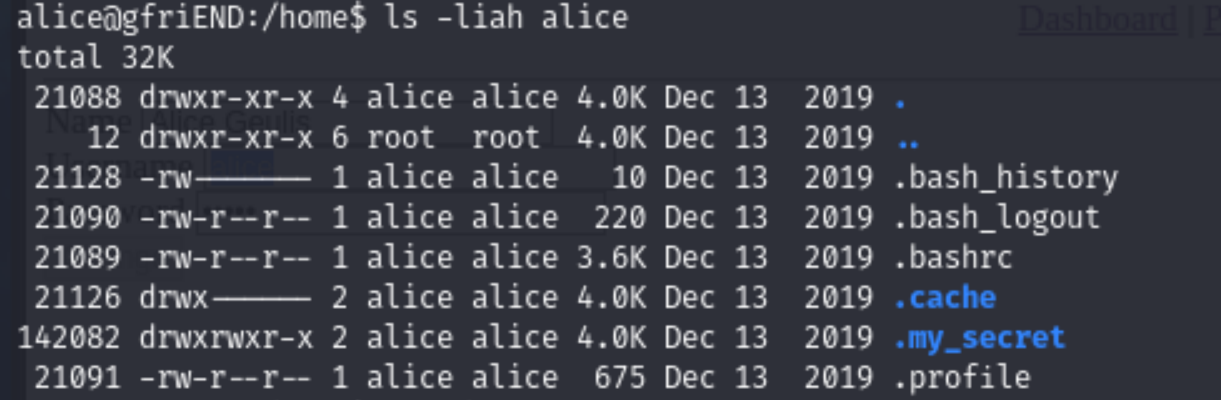 alice@gfriEND:/home$ ls -liah alice
Dashboard |
total 32K
21088 drwxr-xr-x 4 alice alice 4.0K Dec 13 2019 .
Name Alice Geulis
12 drwxr-xr-x 6 root root 4.0K Dec 13 2019 ..
Username alice
21128 -rw------- 1 alice alice 10 Dec 13 2019 .bash_history
21090 -rw-r--r-- 1 alice alice 220 Dec 13 2019 .bash_logout
Password •••••
21089 -rw-r--r-- 1 alice alice 3.6K Dec 13 2019 .bashrc
21126 drwx------ 2 alice alice 4.0K Dec 13 2019 .cache
142082 drwxrwxr-x 2 alice alice 4.0K Dec 13 2019 .my_secret
21091 -rw-r--r-- 1 alice alice 675 Dec 13 2019 .profile